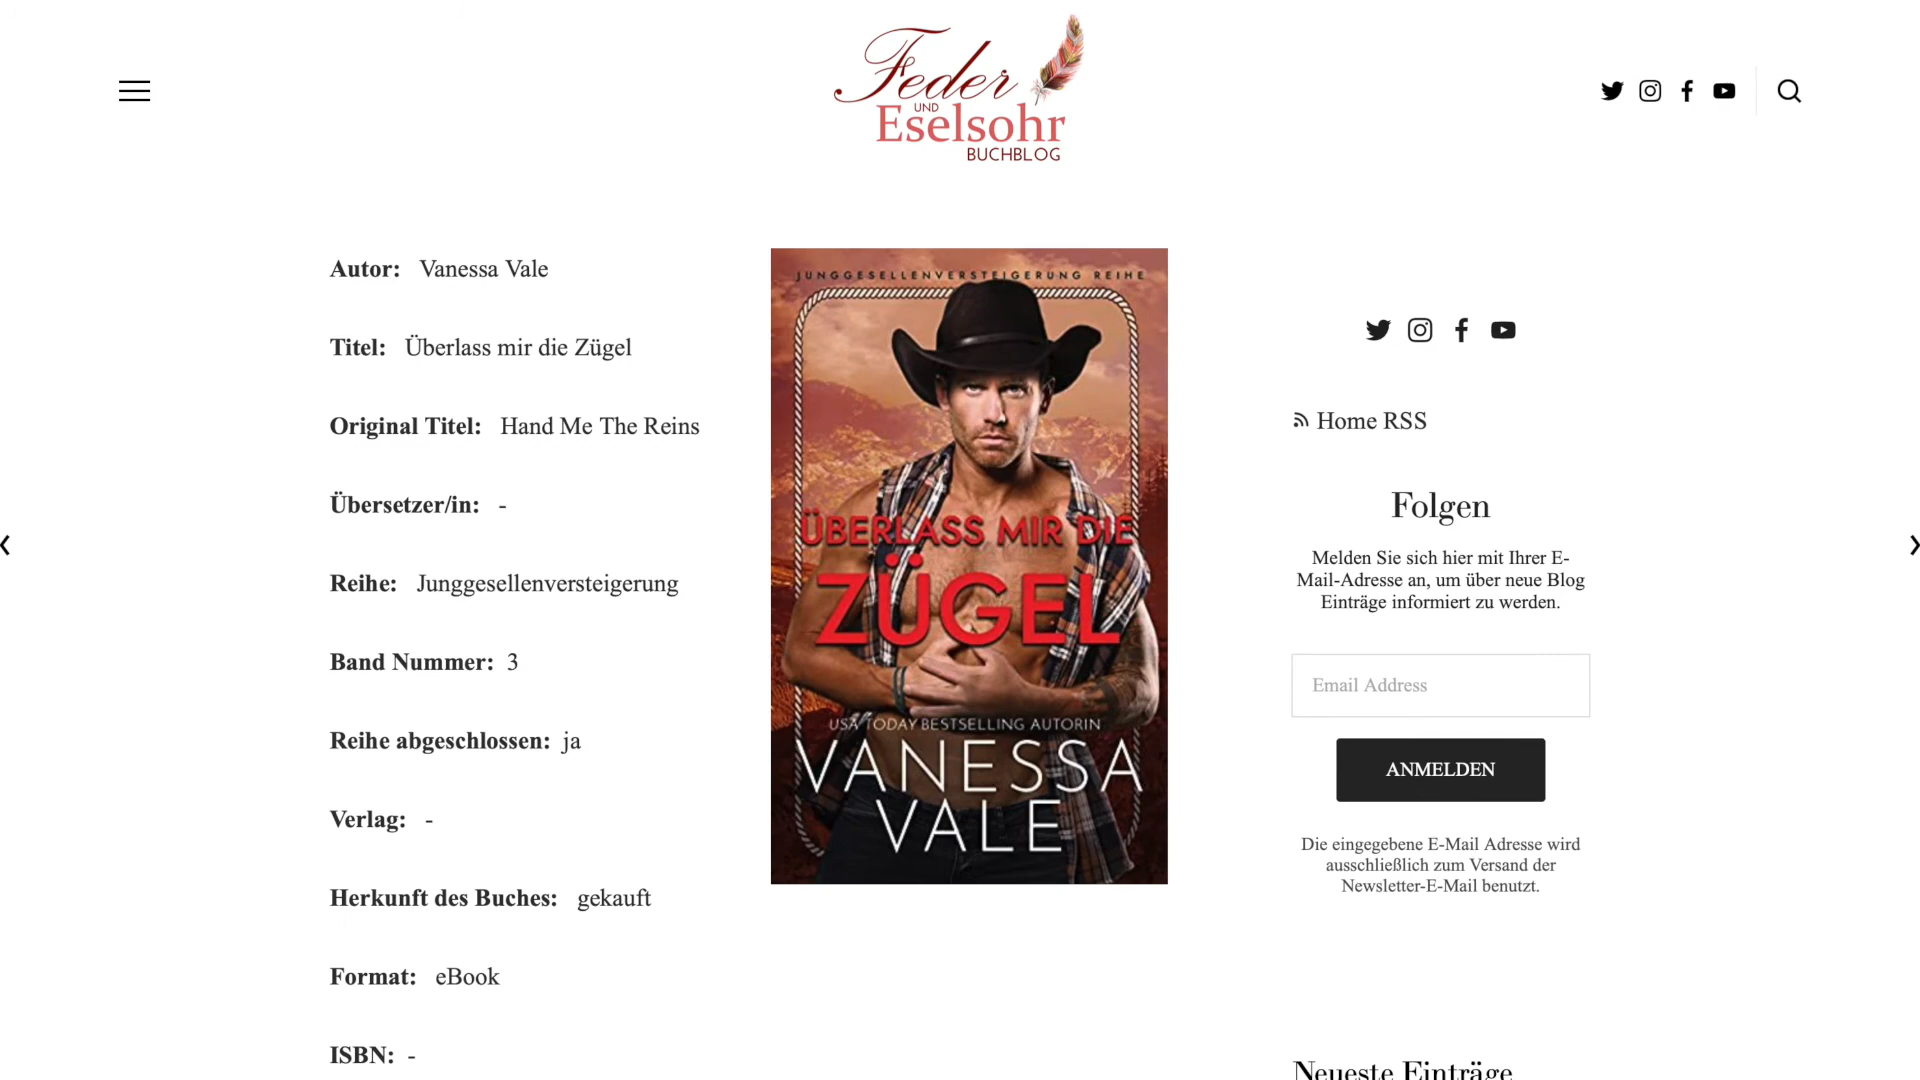 Feder
UND
Eselsohr
BUCHBLOG
Autor: Vanessa Vale
Titel: Überlass mir die Zügel
Original Titel: Hand Me The Reins
Übersetzer/in: -
Reihe: Junggesellenversteigerung
Band Nummer: 3
Reihe abgeschlossen: ja
Verlag: -
Herkunft des Buches: gekauft
Format: eBook
ISBN: -
JUNGGESELLENVERSTEIGERUNG REIHE
ÜBERLASS MIR DIE
ZÜGEL
USA TODAY BESTSELLING AUTORIN
VANESSA
VALE
Home RSS
Folgen
Melden Sie sich hier mit Ihrer E-
Mail-Adresse an, um über neue Blog
Einträge informiert zu werden.
Email Address
ANMELDEN
Die eingegebene E-Mail Adresse wird
ausschließlich zum Versand der
Newsletter-E-Mail benutzt.
Neueste Einträge